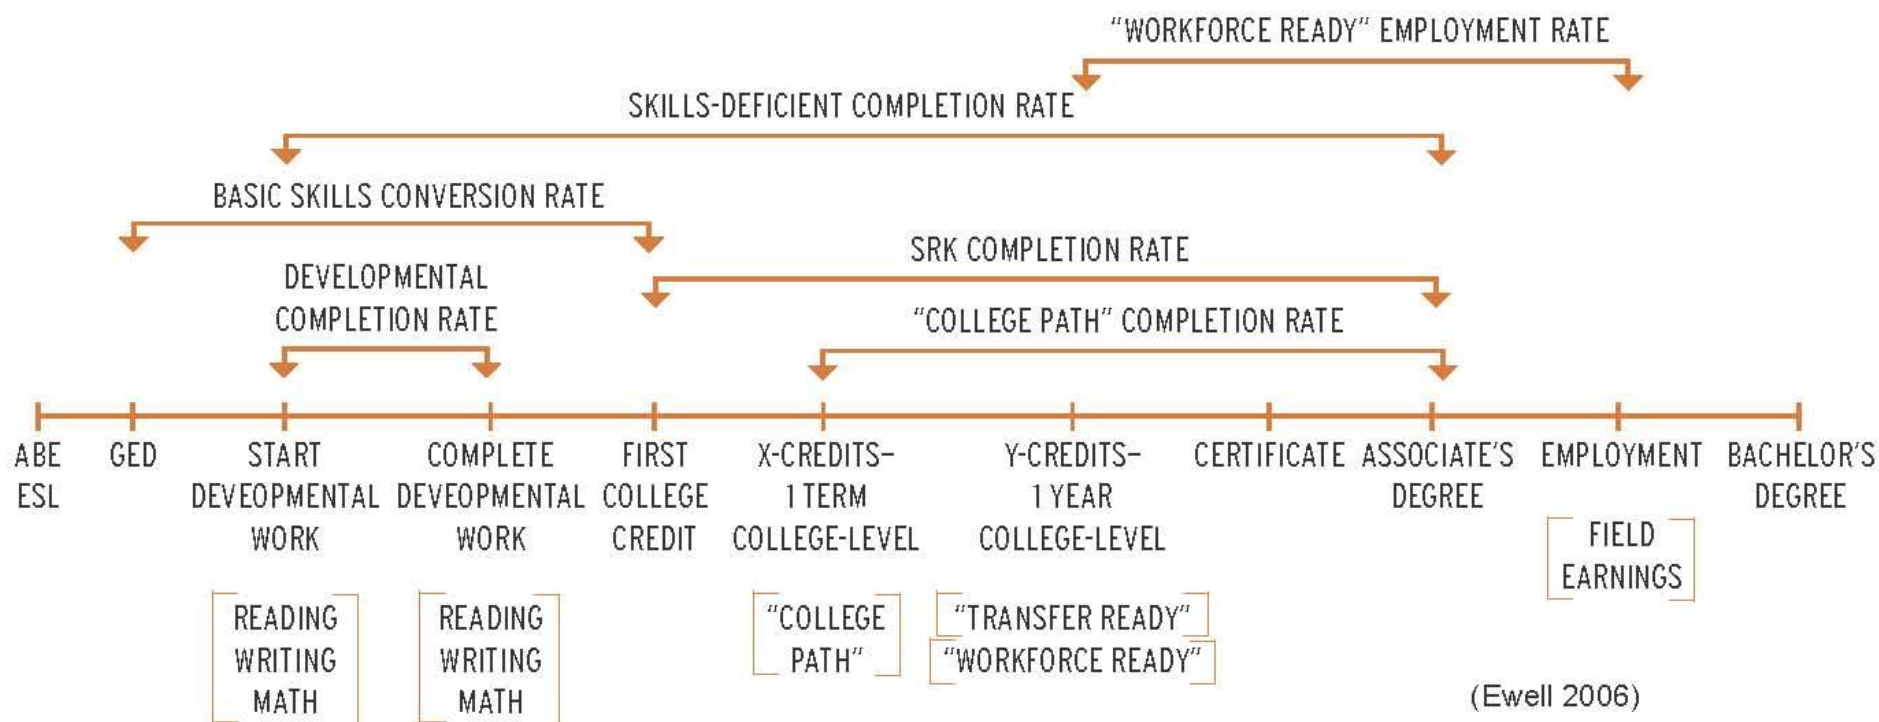 "WORKFORCE READY" EMPLOYMENT RATE
SKILLS-DEFICIENT COMPLETION RATE
BASIC SKILLS CONVERSION RATE
SRK COMPLETION RATE
DEVELOPMENTAL
COMPLETION RATE
"COLLEGE PATH" COMPLETION RATE
ABE
ESL
GED
START
DEVEOPMENTAL
WORK
COMPLETE
DEVEOPMENTAL
WORK
FIRST
COLLEGE
CREDIT
X-CREDITS–
1 TERM
COLLEGE-LEVEL
Y-CREDITS–
1 YEAR
COLLEGE-LEVEL
CERTIFICATE
ASSOCIATE'S
DEGREE
EMPLOYMENT
BACHELOR'S
DEGREE
FIELD
EARNINGS
READING
WRITING
MATH
READING
WRITING
MATH
"COLLEGE
PATH"
"TRANSFER READY"
"WORKFORCE READY"
(Ewell 2006)